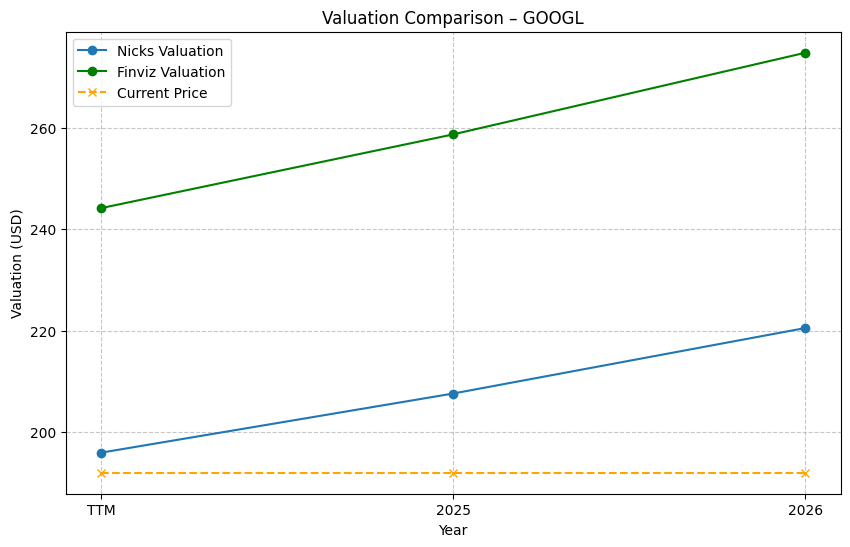 Valuation Comparison – GOOGL
Nicks Valuation
Finviz Valuation
Current Price
Valuation (USD)
260
240
220
200
TTM
2025
2026
Year